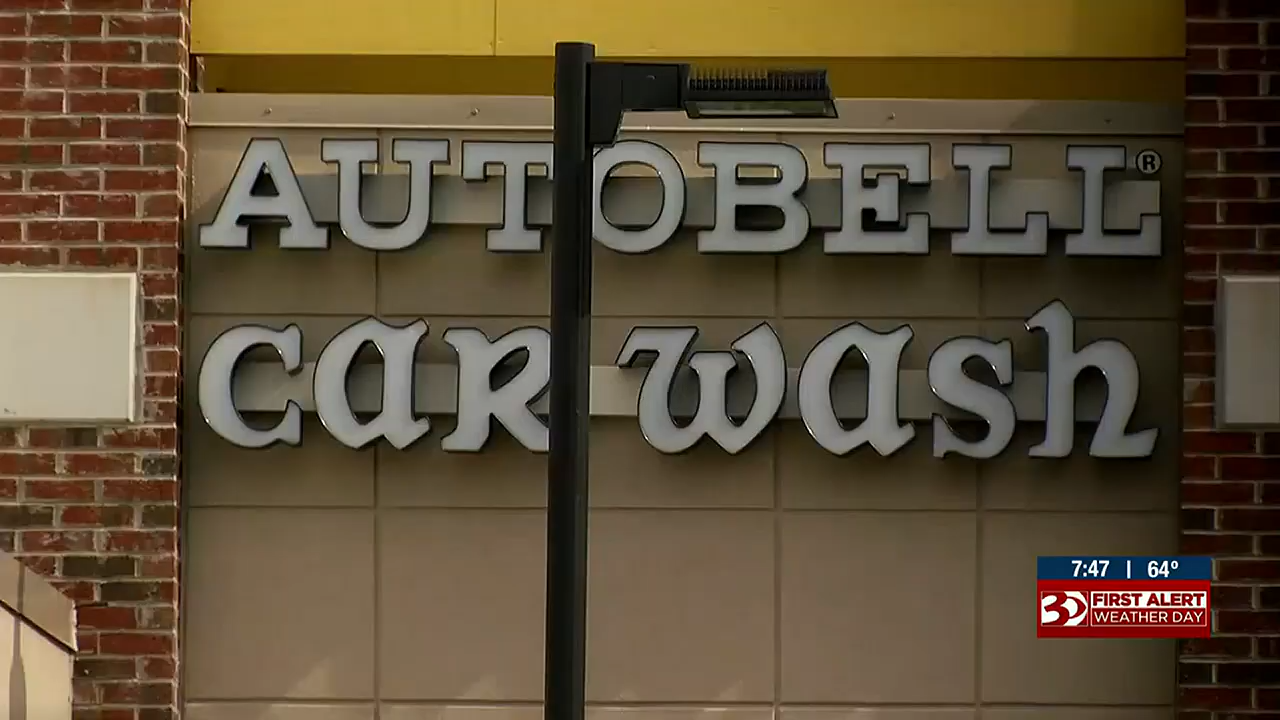 AUTOBELL®
CAR WASH
7:47 | 64°
3D FIRST ALERT
WEATHER DAY